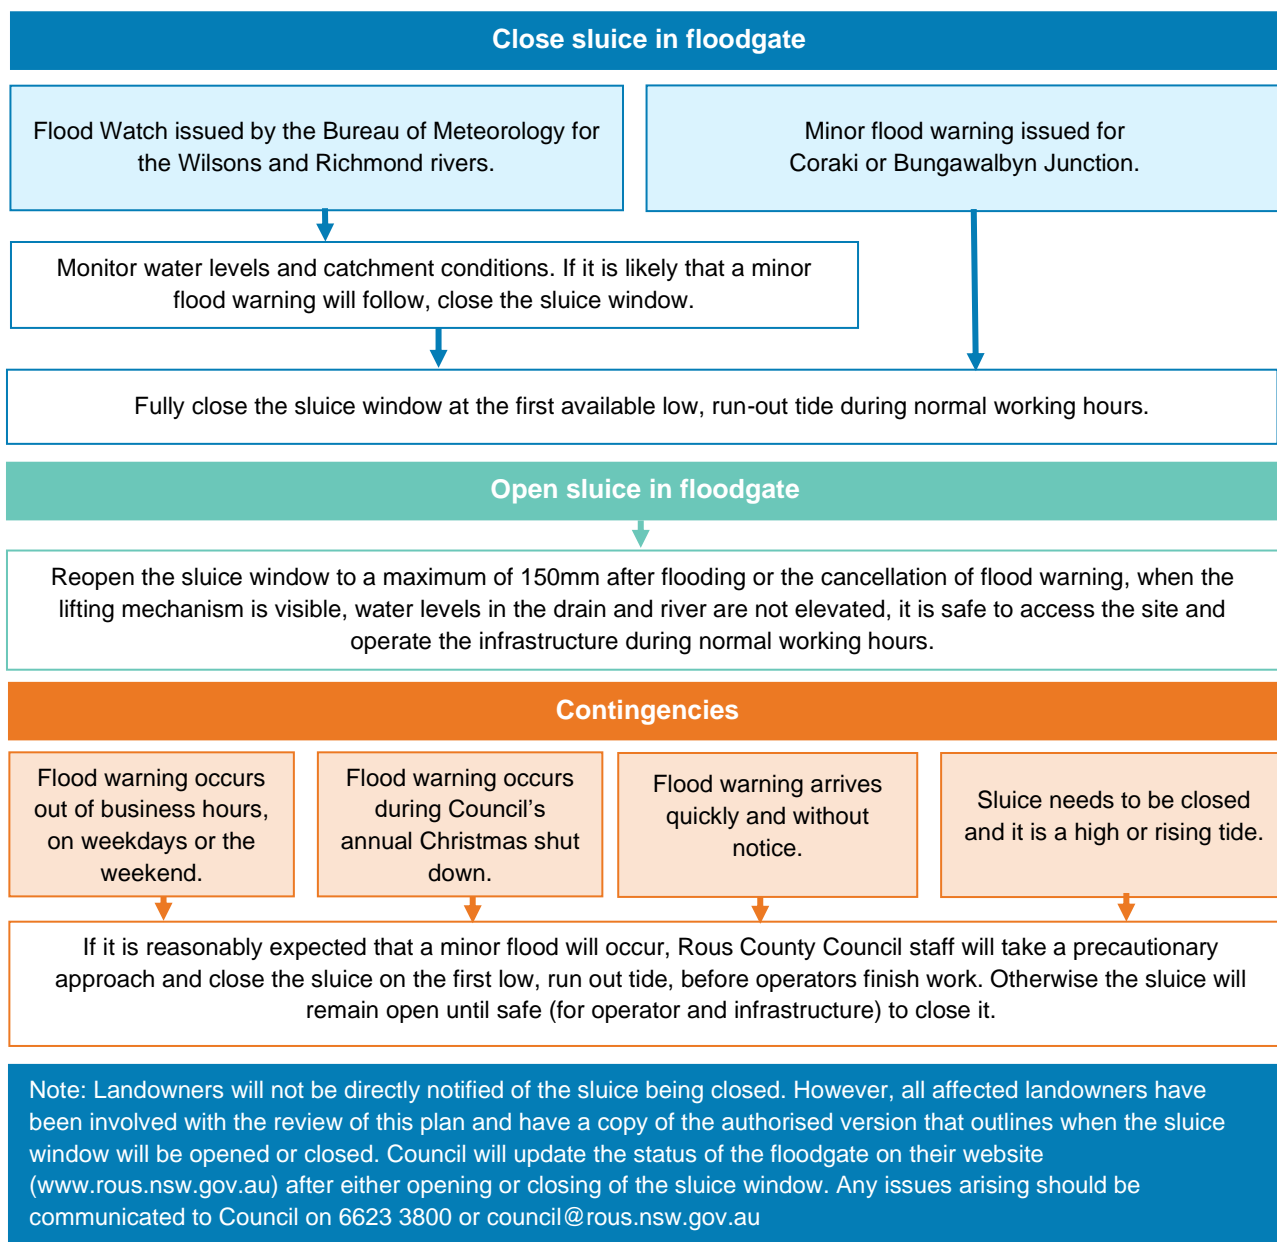 Close sluice in floodgate
Flood Watch issued by the Bureau of Meteorology for
the Wilsons and Richmond rivers.
Minor flood warning issued for
Coraki or Bungawalbyn Junction.
Monitor water levels and catchment conditions. If it is likely that a minor
flood warning will follow, close the sluice window.
Fully close the sluice window at the first available low, run-out tide during normal working hours.
Open sluice in floodgate
Reopen the sluice window to a maximum of 150mm after flooding or the cancellation of flood warning, when the
lifting mechanism is visible, water levels in the drain and river are not elevated, it is safe to access the site and
operate the infrastructure during normal working hours.
Contingencies
Flood warning occurs
out of business hours,
on weekdays or the
weekend.
Flood warning occurs
during Council's
annual Christmas shut
down.
Flood warning arrives
quickly and without
notice.
Sluice needs to be closed
and it is a high or rising tide.
If it is reasonably expected that a minor flood will occur, Rous County Council staff will take a precautionary
approach and close the sluice on the first low, run out tide, before operators finish work. Otherwise the sluice will
remain open until safe (for operator and infrastructure) to close it.
Note: Landowners will not be directly notified of the sluice being closed. However, all affected landowners have
been involved with the review of this plan and have a copy of the authorised version that outlines when the sluice
window will be opened or closed. Council will update the status of the floodgate on their website
(www.rous.nsw.gov.au) after either opening or closing of the sluice window. Any issues arising should be
communicated to Council on 6623 3800 or council@rous.nsw.gov.au